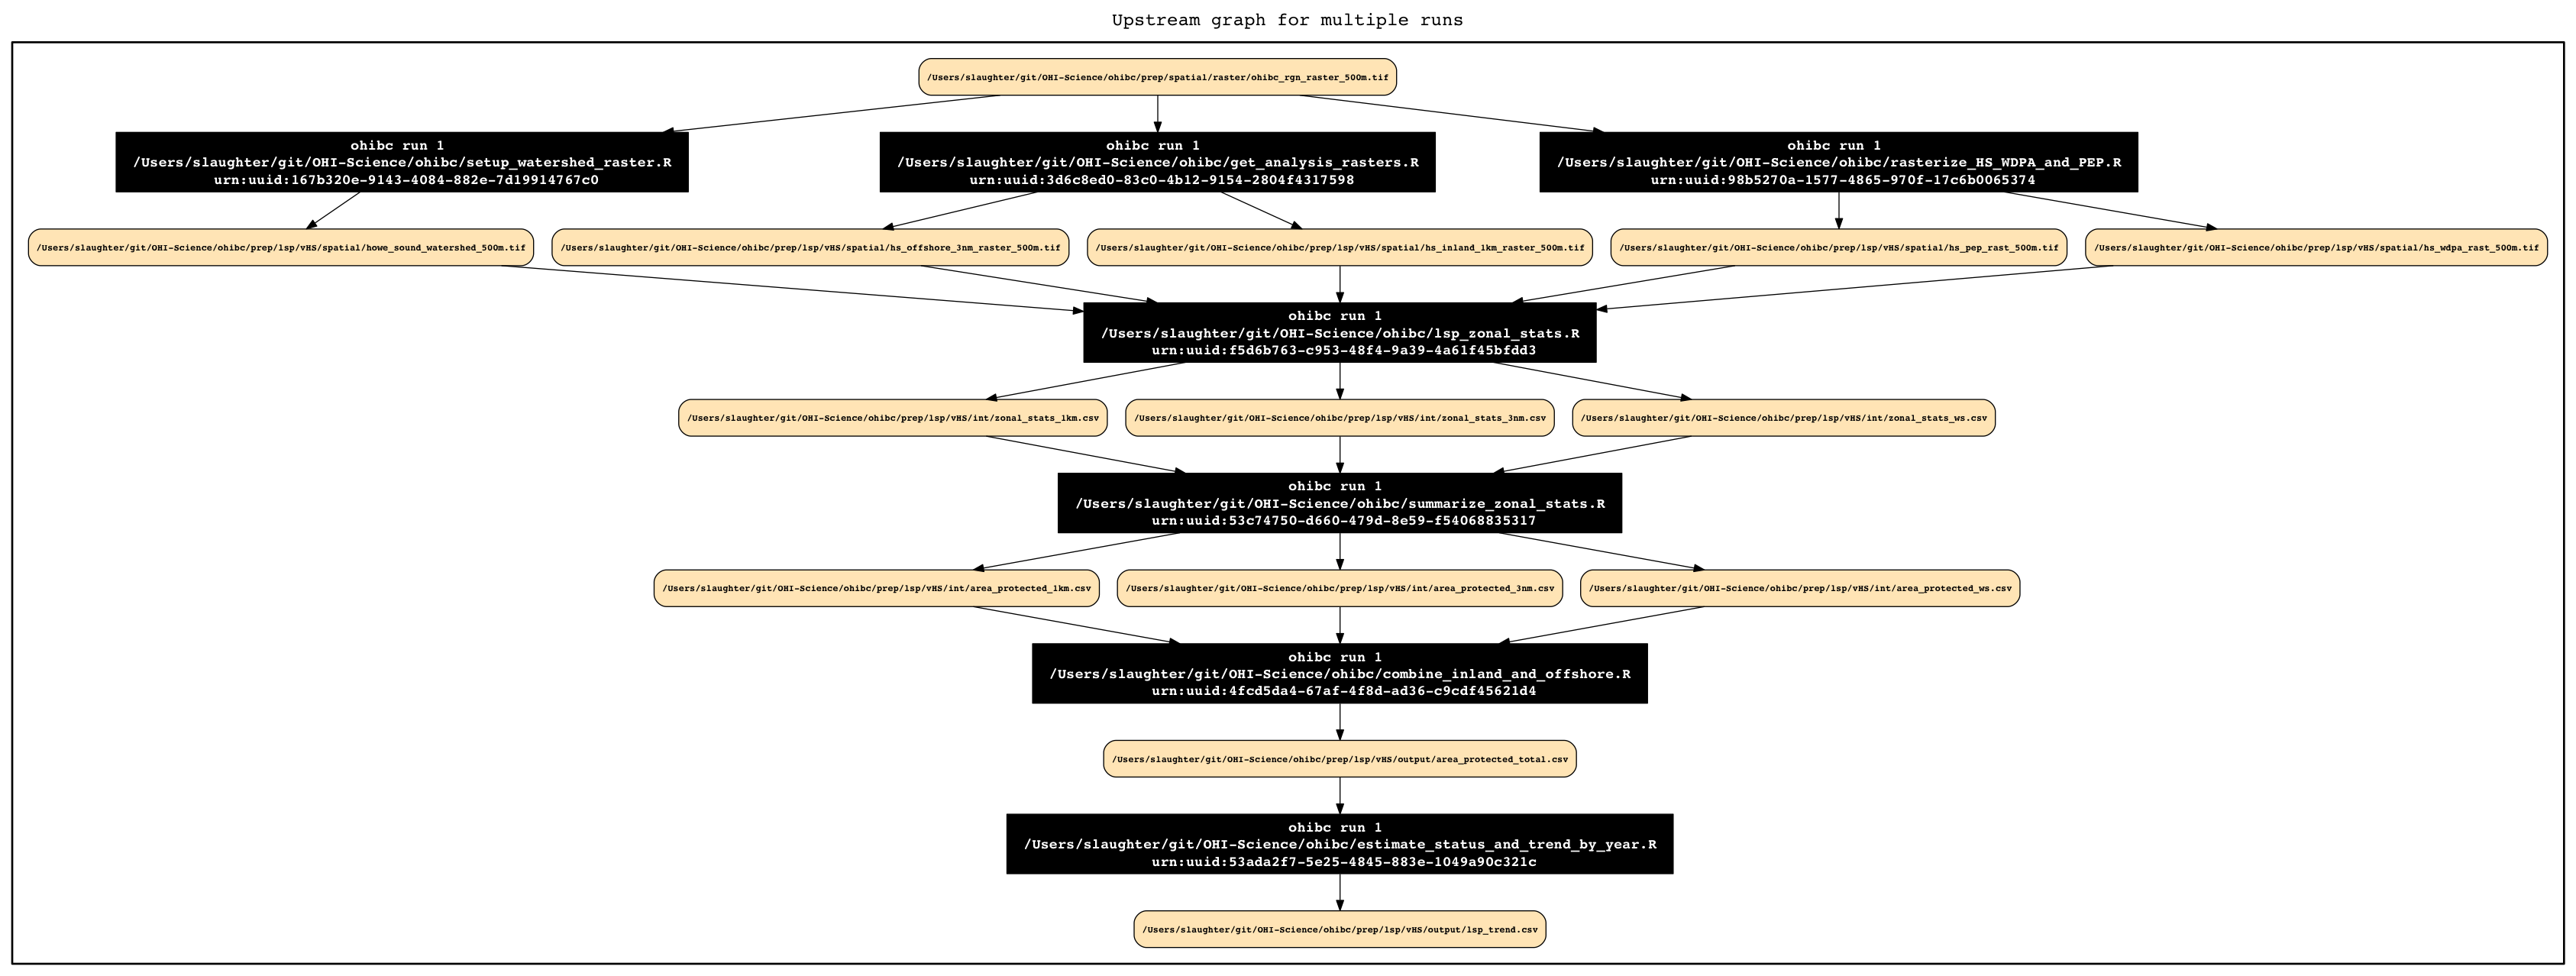 Upstream graph for multiple runs
/Users/slaughter/git/OHI-Science/ohibc/prep/spatial/raster/ohibc_rgn_raster_500m.tif
ohibc run 1
/Users/slaughter/git/OHI-Science/ohibc/setup_watershed_raster.R
urn:uuid:167b320e-9143-4084-882e-7d19914767c0
ohibc run 1
/Users/slaughter/git/OHI-Science/ohibc/get_analysis_rasters.R
urn:uuid:3d6c8ed0-83c0-4b12-9154-2804f4317598
ohibc run 1
/Users/slaughter/git/OHI-Science/ohibc/rasterize_HS_WDPA_and_PEP.R
urn:uuid:98b5270a-1577-4865-970f-17c6b0065374
/Users/slaughter/git/OHI-Science/ohibc/prep/lsp/vHS/spatial/howe_sound_watershed_500m.tif
/Users/slaughter/git/OHI-Science/ohibc/prep/lsp/vHS/spatial/hs_offshore_3nm_raster_500m.tif
/Users/slaughter/git/OHI-Science/ohibc/prep/lsp/vHS/spatial/hs_inland_1km_raster_500m.tif
/Users/slaughter/git/OHI-Science/ohibc/prep/lsp/vHS/spatial/hs_pep_rast_500m.tif
/Users/slaughter/git/OHI-Science/ohibc/prep/lsp/vHS/spatial/hs_wdpa_rast_500m.tif
ohibc run 1
/Users/slaughter/git/OHI-Science/ohibc/lsp_zonal_stats.R
urn:uuid:f5d6b763-c953-48f4-9a39-4a61f45bfdd3
/Users/slaughter/git/OHI-Science/ohibc/prep/lsp/vHS/int/zonal_stats_1km.csv
/Users/slaughter/git/OHI-Science/ohibc/prep/lsp/vHS/int/zonal_stats_3nm.csv
/Users/slaughter/git/OHI-Science/ohibc/prep/lsp/vHS/int/zonal_stats_ws.csv
ohibc run 1
/Users/slaughter/git/OHI-Science/ohibc/summarize_zonal_stats.R
urn:uuid:53c74750-d660-479d-8e59-f54068835317
/Users/slaughter/git/OHI-Science/ohibc/prep/lsp/vHS/int/area_protected_1km.csv
/Users/slaughter/git/OHI-Science/ohibc/prep/lsp/vHS/int/area_protected_3nm.csv
/Users/slaughter/git/OHI-Science/ohibc/prep/lsp/vHS/int/area_protected_ws.csv
ohibc run 1
/Users/slaughter/git/OHI-Science/ohibc/combine_inland_and_offshore.R
urn:uuid:4fcd5da4-67af-4f8d-ad36-c9cdf45621d4
/Users/slaughter/git/OHI-Science/ohibc/prep/lsp/vHS/output/area_protected_total.csv
ohibc run 1
/Users/slaughter/git/OHI-Science/ohibc/estimate_status_and_trend_by_year.R
urn:uuid:53ada2f7-5e25-4845-883e-1049a90c321c
/Users/slaughter/git/OHI-Science/ohibc/prep/lsp/vHS/output/lsp_trend.csv